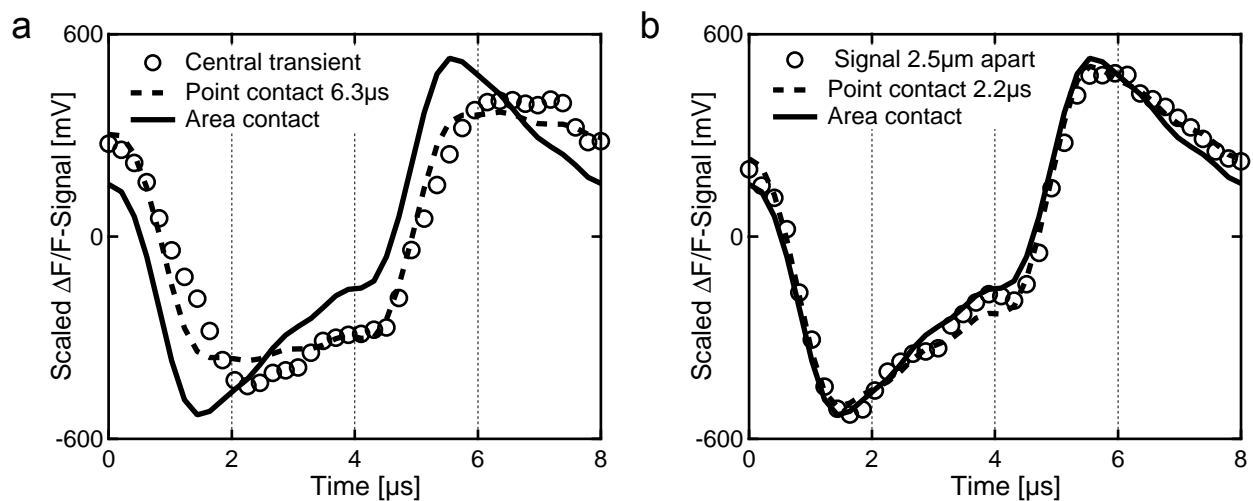 a
600
0
-600
Scaled ΔF/F-Signal [mV]
Central transient
Point contact 6.3µs
Area contact
0 2 4 6 8
Time [µs]
b
600
0
-600
Scaled ΔF/F-Signal [mV]
Signal 2.5µm apart
Point contact 2.2µs
Area contact
0 2 4 6 8
Time [µs]